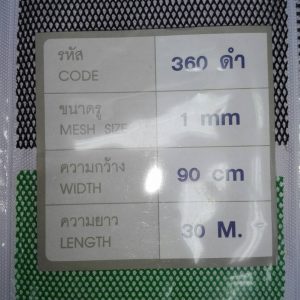 รหัส
CODE
360 ดำ
ขนาดรู
MESH SIZE
1 mm
ความกว้าง
WIDTH
90 cm
ความยาว
LENGTH
30 M.